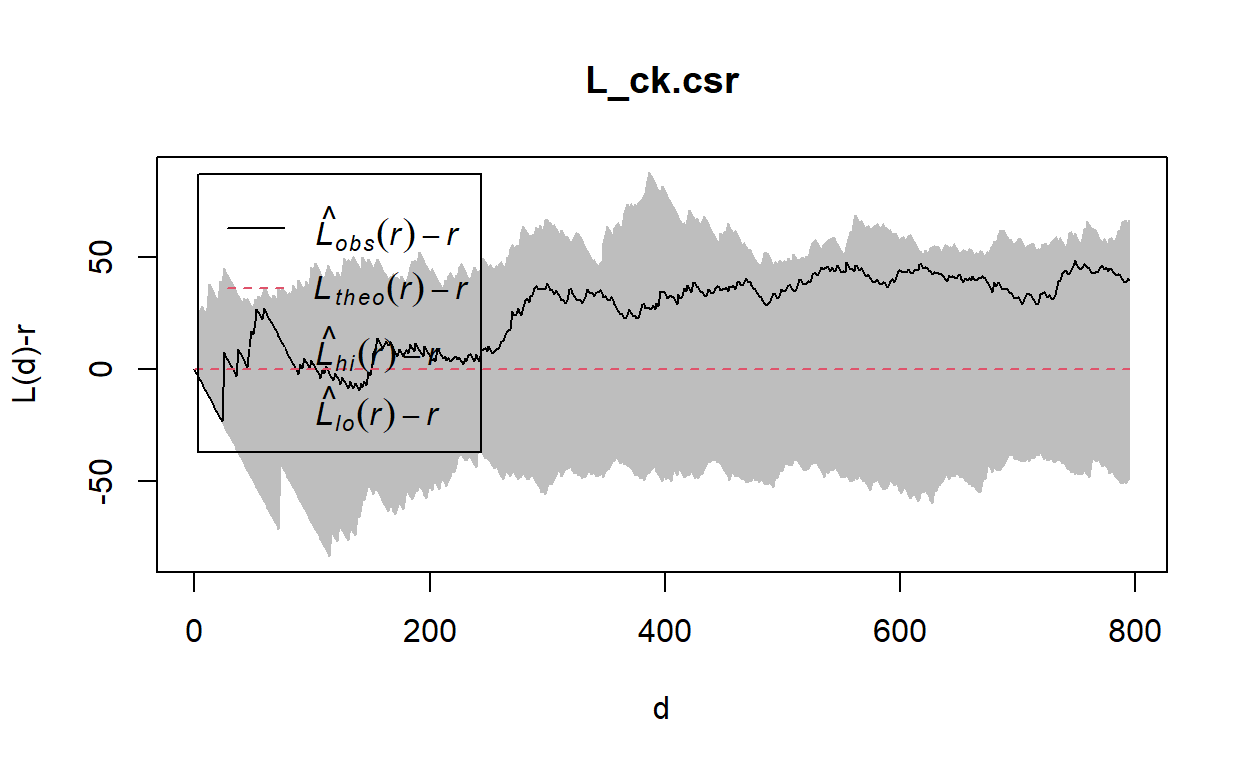 L_ck.csr
L(d)-r
50
0
-50
L̂obs(r) − r
Ltheo(r) − r
L̂hi(r) − r
L̂lo(r) − r
0 200 400 600 800
d